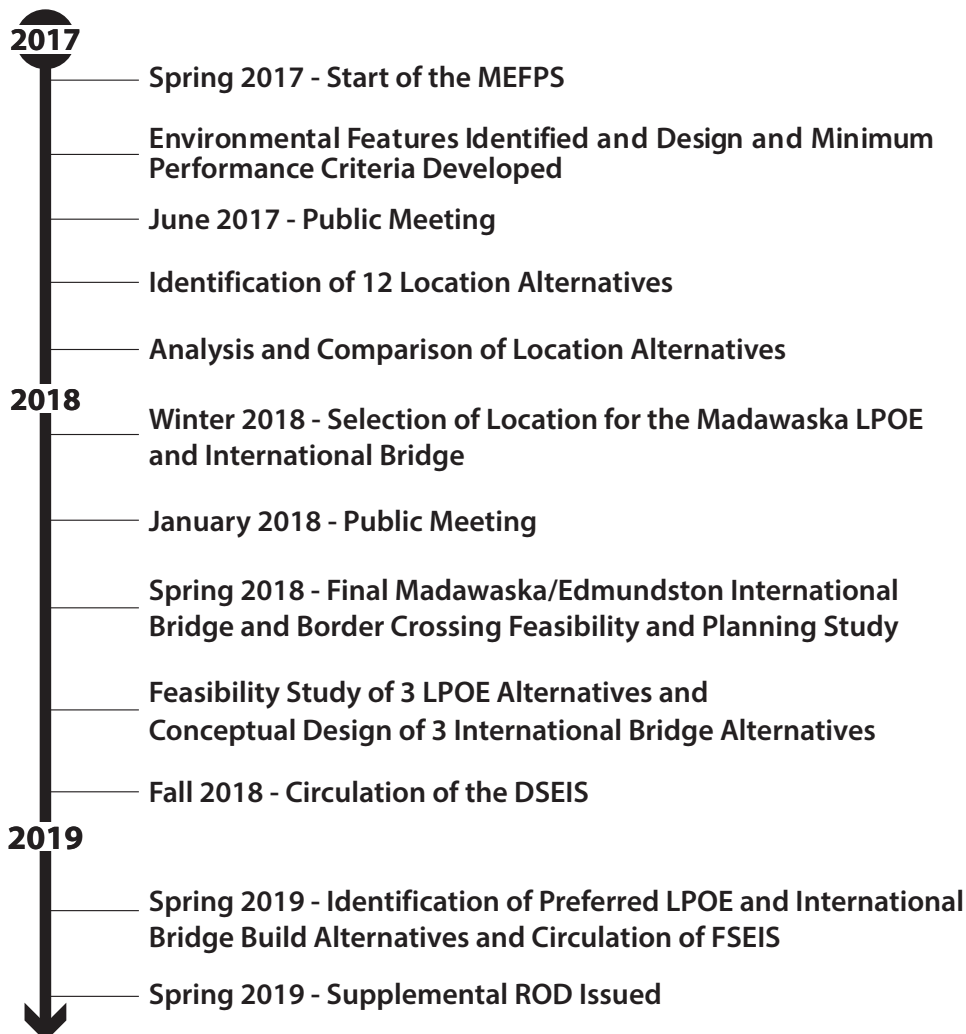 2017
Spring 2017 - Start of the MEFPS
Environmental Features Identified and Design and Minimum
Performance Criteria Developed
June 2017 - Public Meeting
Identification of 12 Location Alternatives
Analysis and Comparison of Location Alternatives
2018
Winter 2018 - Selection of Location for the Madawaska LPOE
and International Bridge
January 2018 - Public Meeting
Spring 2018 - Final Madawaska/Edmundston International
Bridge and Border Crossing Feasibility and Planning Study
Feasibility Study of 3 LPOE Alternatives and
Conceptual Design of 3 International Bridge Alternatives
Fall 2018 - Circulation of the DSEIS
2019
Spring 2019 - Identification of Preferred LPOE and International
Bridge Build Alternatives and Circulation of FSEIS
Spring 2019 - Supplemental ROD Issued